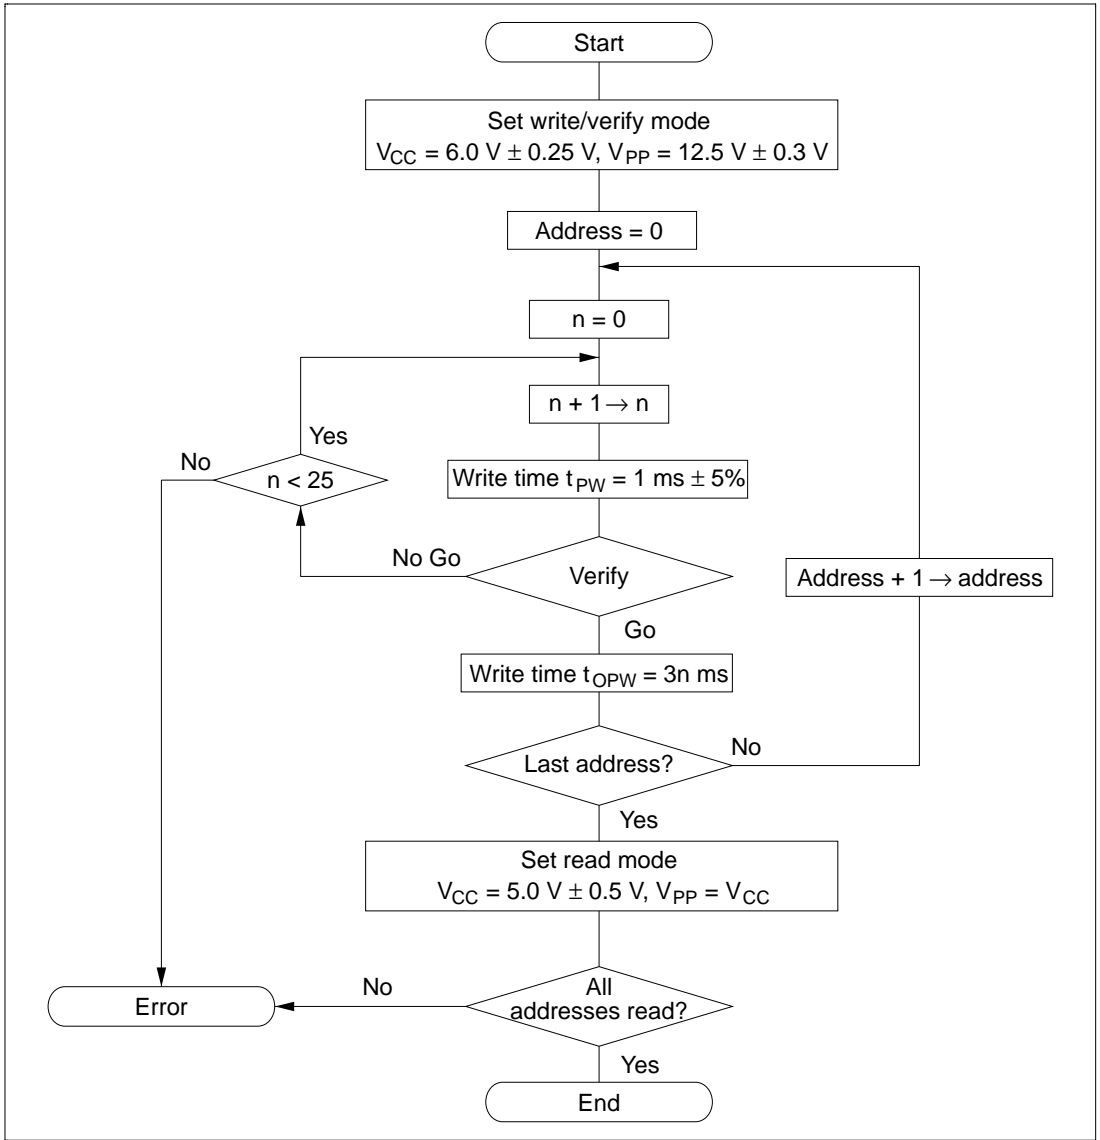 Start
Set write/verify mode
VCC = 6.0 V ± 0.25 V, VPP = 12.5 V ± 0.3 V
Address = 0
n = 0
n + 1 → n
Yes
No
n < 25
Write time tPW = 1 ms ± 5%
No Go
Verify
Address + 1 → address
Go
Write time tOPW = 3n ms
Last address?
No
Yes
Set read mode
VCC = 5.0 V ± 0.5 V, VPP = VCC
All
addresses read?
No
Error
Yes
End